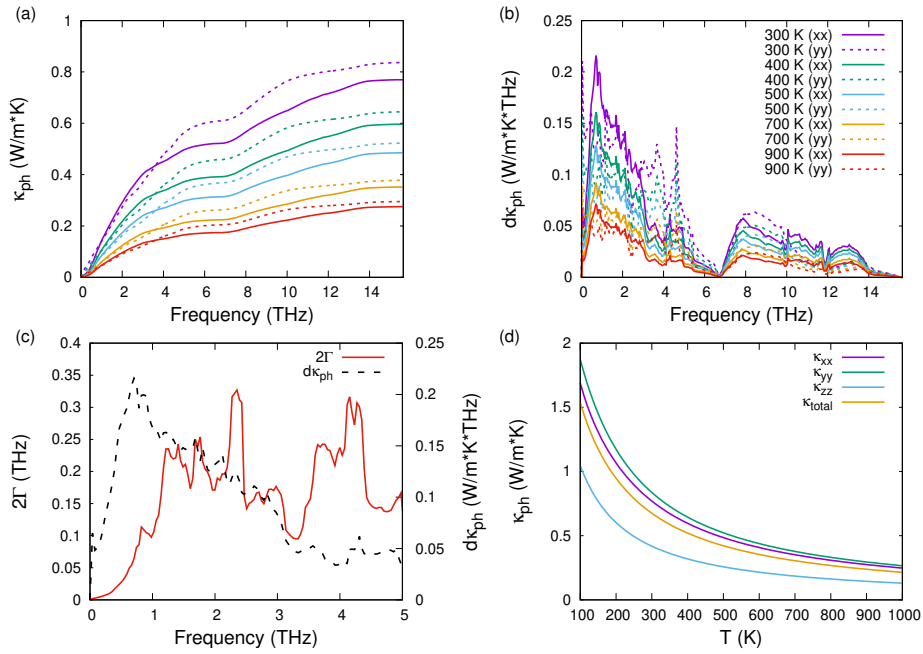 (a)
κph (W/m*K)
1
0.8
0.6
0.4
0.2
0
0 2 4 6 8 10 12 14
Frequency (THz)
(b)
dκph (W/m*K*THz)
0.25
0.2
0.15
0.1
0.05
0
0 2 4 6 8 10 12 14
Frequency (THz)
300 K (xx)
300 K (yy)
400 K (xx)
400 K (yy)
500 K (xx)
500 K (yy)
700 K (xx)
700 K (yy)
900 K (xx)
900 K (yy)
(c)
2Γ (THz)
0.4
0.35
0.3
0.25
0.2
0.15
0.1
0.05
0
0 1 2 3 4 5
Frequency (THz)
2Γ
dκph
0.25
0.2
0.15
0.1
0.05
0
dκph (W/m*K*THz)
(d)
κph (W/m*K)
2
1.5
1
0.5
0
100 200 300 400 500 600 700 800 900 1000
T (K)
κxx
κyy
κzz
κtotal